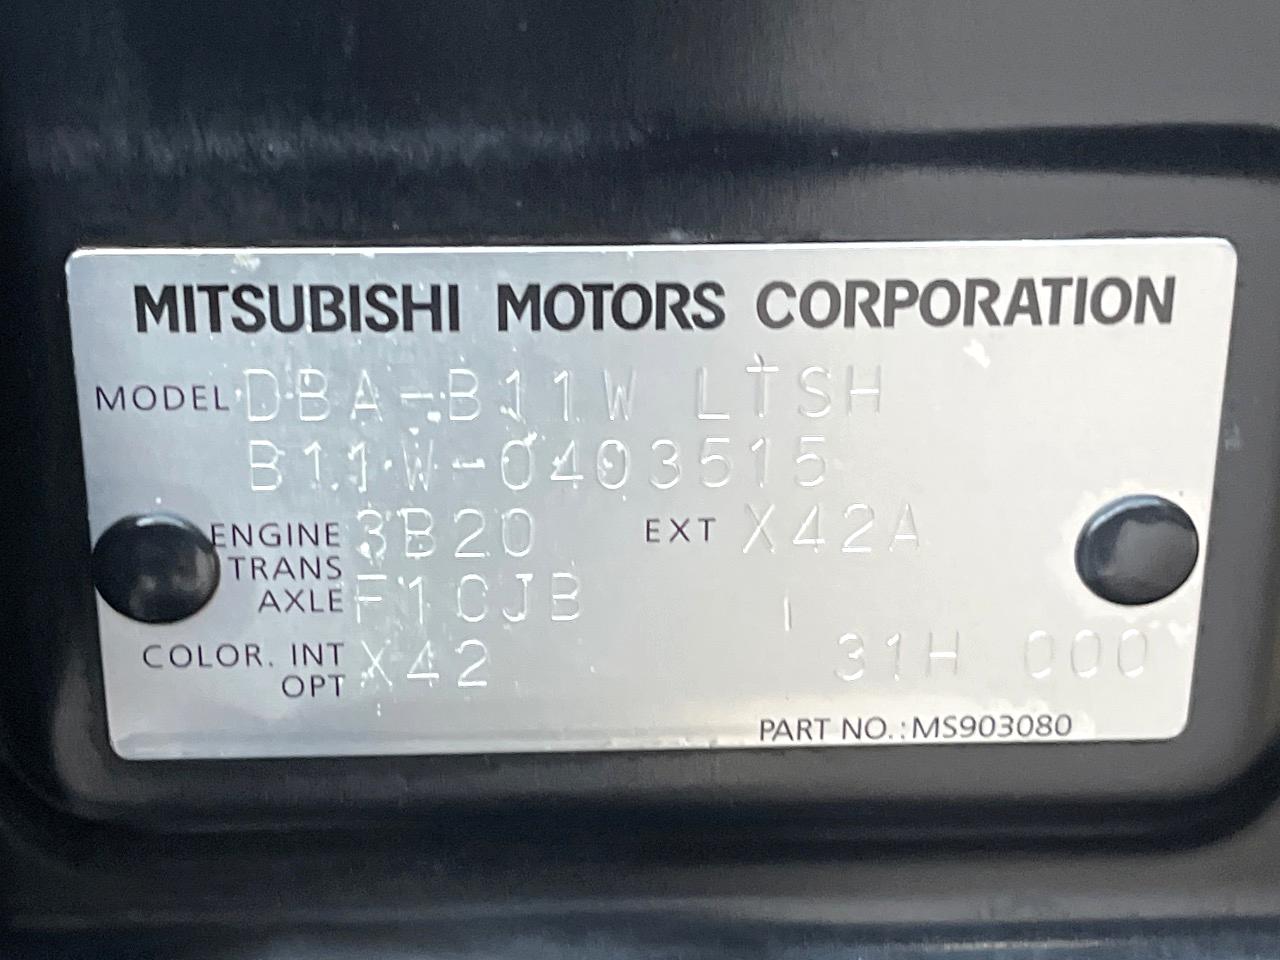 MITSUBISHI MOTORS CORPORATION
MODEL DBA-B11W LTSH
B11W-0403515
ENGINE 3B20 EXT X42A
TRANS
AXLE F1CJB
COLOR. INT X42 31H 000
OPT
PART NO.:MS903080